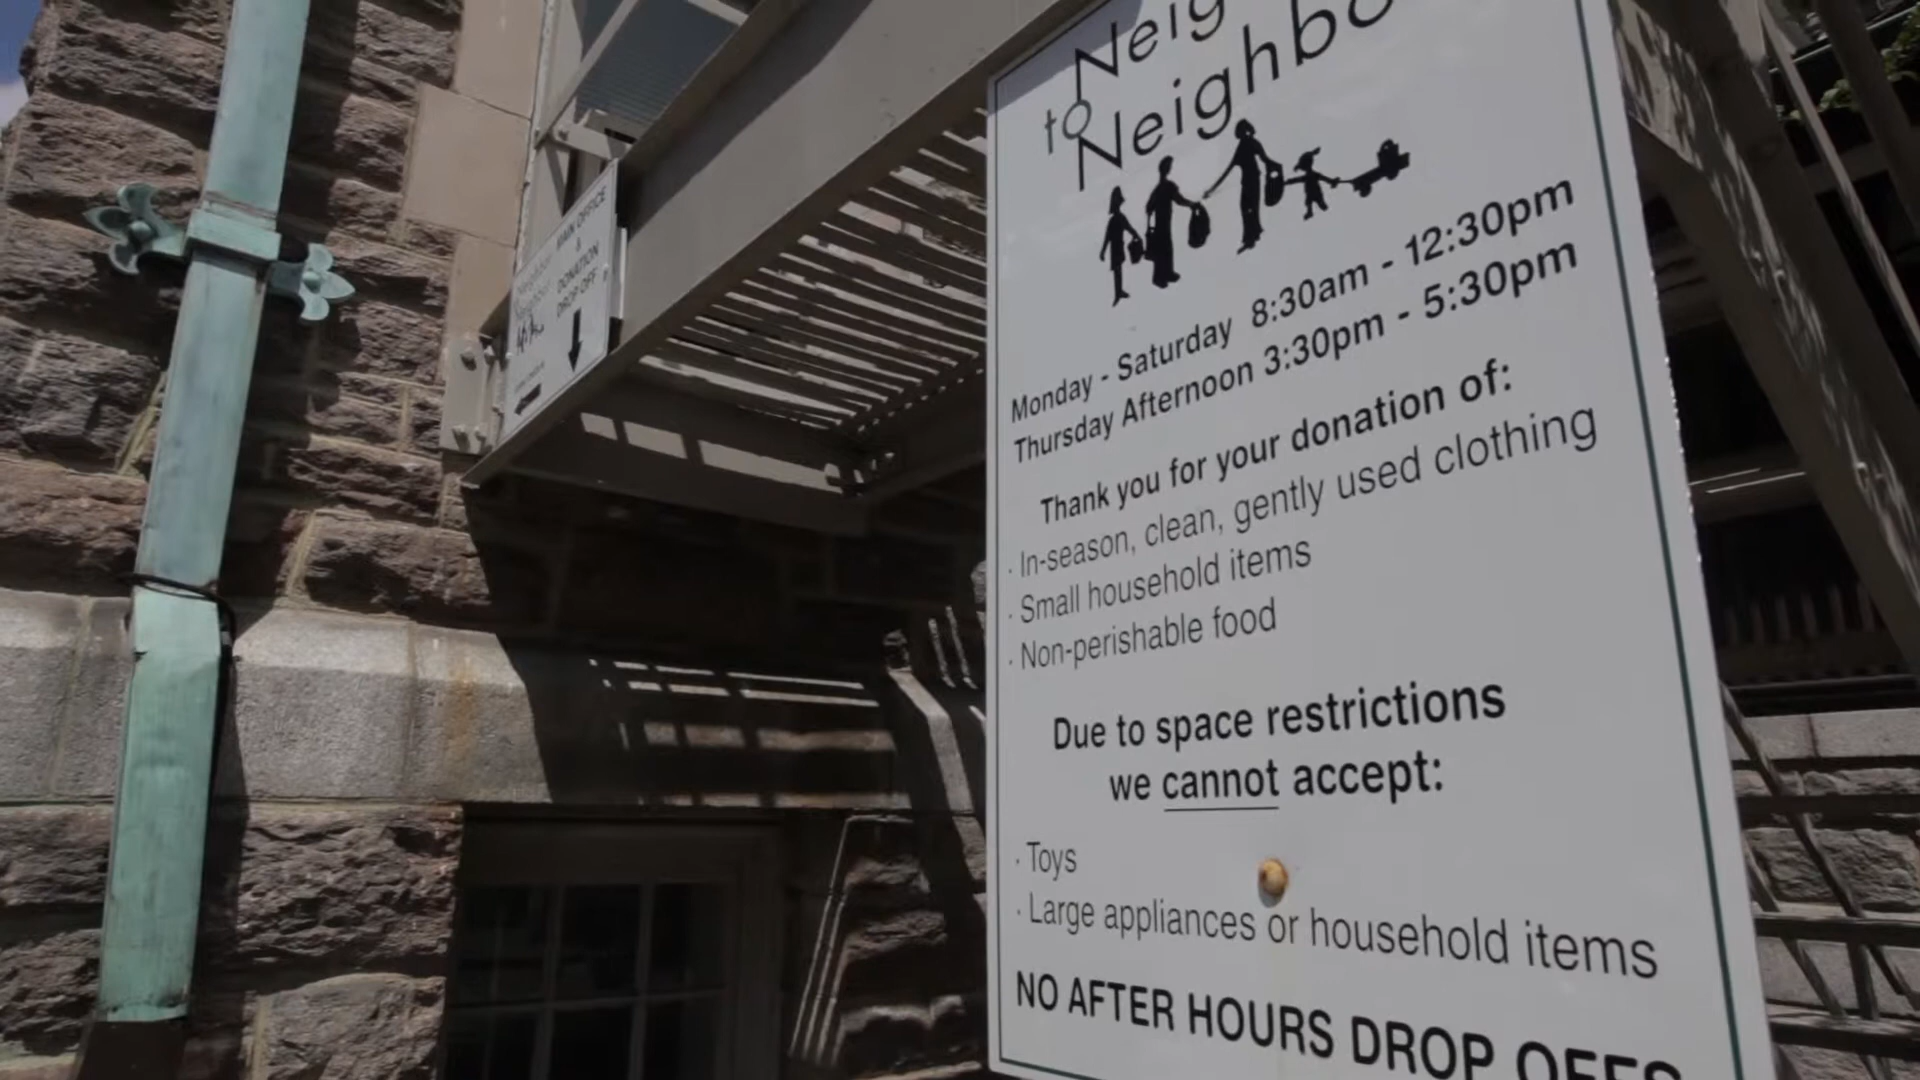 MAIN OFFICE
&
DONATION
DROP OFF
Neig
to
Neighbo
Monday - Saturday 8:30am - 12:30pm
Thursday Afternoon 3:30pm - 5:30pm
Thank you for your donation of:
· In-season, clean, gently used clothing
· Small household items
· Non-perishable food
Due to space restrictions
we cannot accept:
· Toys
· Large appliances or household items
NO AFTER HOURS DROP OFFS